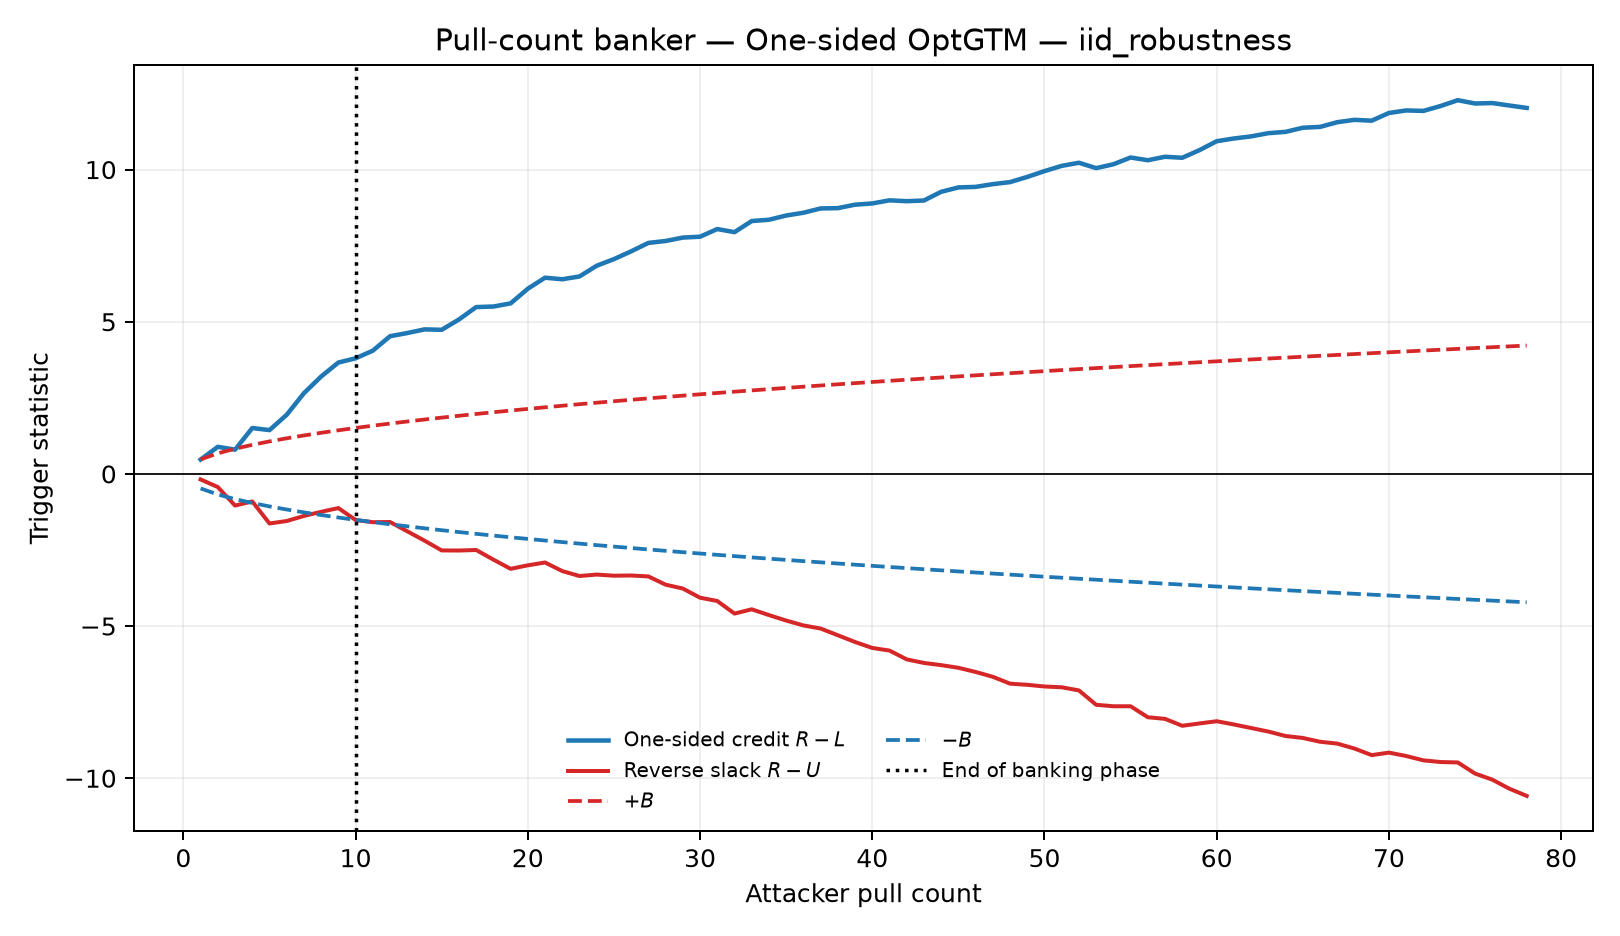 Pull-count banker — One-sided OptGTM — iid_robustness
Trigger statistic
10
5
0
−5
−10
One-sided credit R − L
Reverse slack R − U
+B
−B
End of banking phase
0 10 20 30 40 50 60 70 80
Attacker pull count